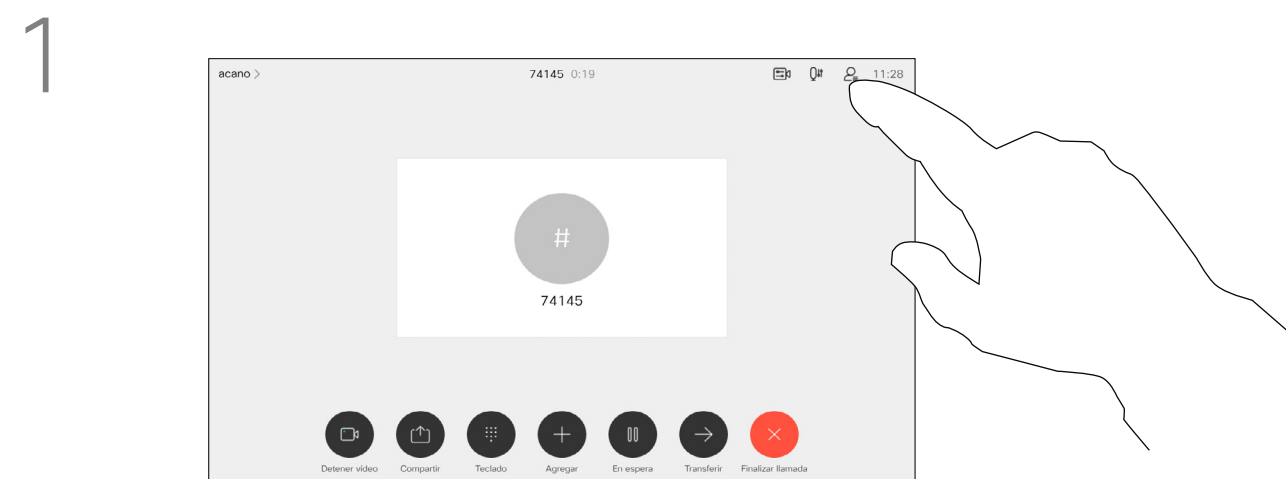 1
acano >
74145 0:19
11:28
#
74145
Detener vídeo
Compartir
Teclado
Agregar
En espera
Transferir
Finalizar llamada